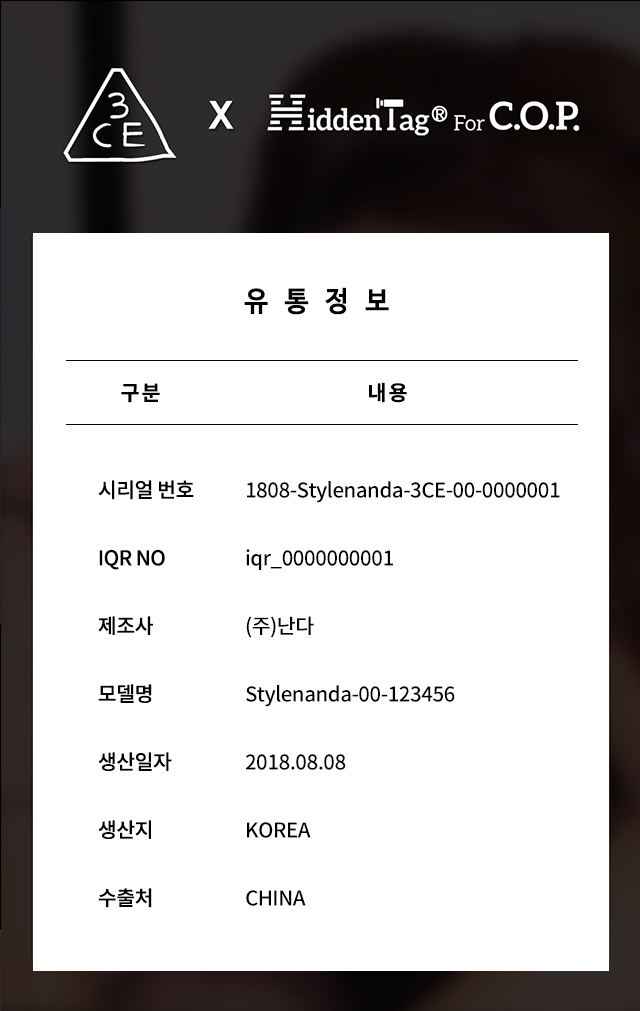 3CE X HiddenTag® For C.O.P.
유통정보
구분 내용
시리얼 번호 1808-Stylenanda-3CE-00-0000001
IQR NO iqr_0000000001
제조사 (주)난다
모델명 Stylenanda-00-123456
생산일자 2018.08.08
생산지 KOREA
수출처 CHINA